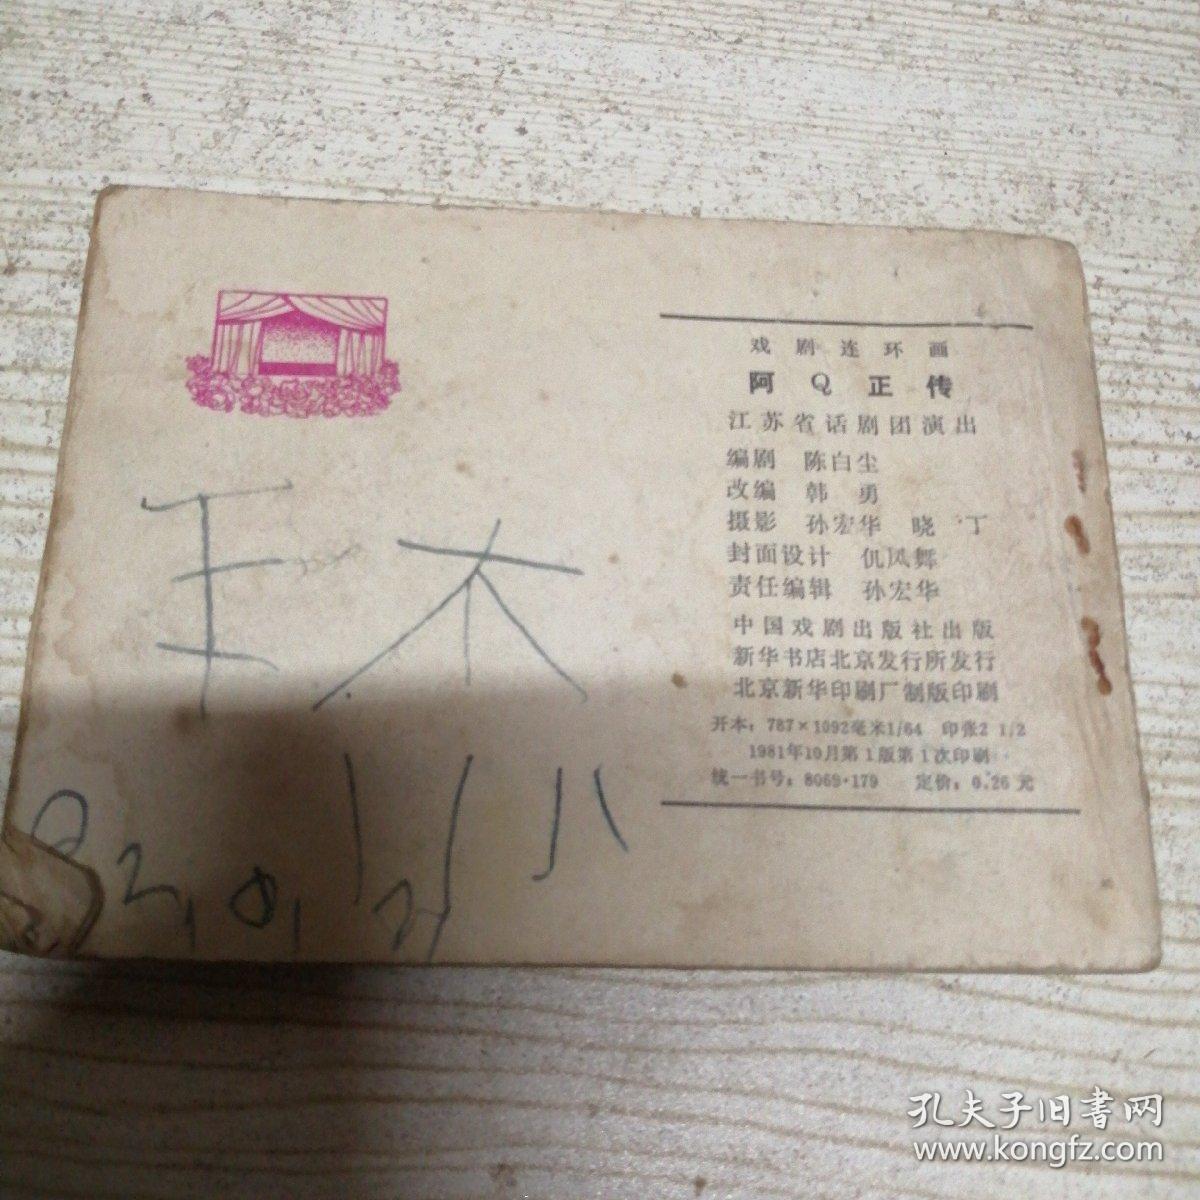 戏剧连环画
阿Q正传
江苏省话剧团演出
编剧 陈白尘
改编 韩勇
摄影 孙宏华 晓丁
封面设计 仉凤舞
责任编辑 孙宏华
中国戏剧出版社出版
新华书店北京发行所发行
北京新华印刷厂制版印刷
开本：787×1092毫米1/64 印张2 1/2
1981年10月第1版第1次印刷
统一书号：8069·179 定价：0.26元
王木
孔夫子旧书网
www.kongfz.com